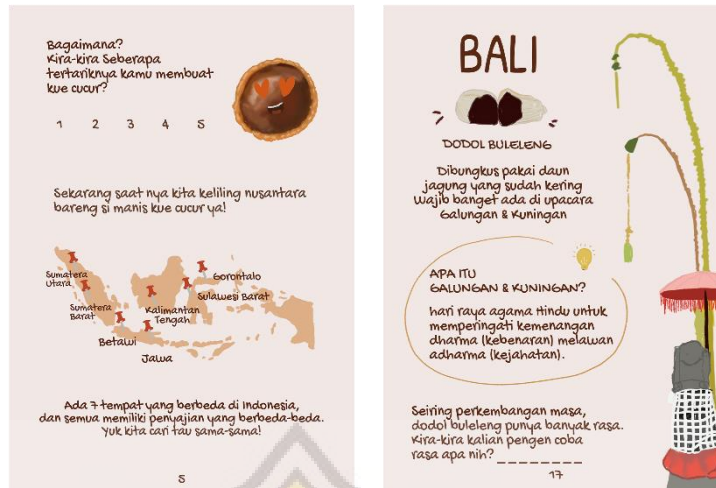 Bagaimana?
Kira-kira Seberapa
tertariknya kamu membuat
kue cucur?
1 2 3 4 5
Sekarang saat nya kita keliling nusantara
bareng si manis kue cucur ya!
Sumatera
Utara
Sumatera
Barat
Betawi
Jawa
Kalimantan
Tengah
Gorontalo
Sulawesi Barat
Ada 7 tempat yang berbeda di Indonesia,
dan semua memiliki penyajian yang berbeda-beda.
Yuk kita cari tau sama-sama!
5
BALI
DODOL BULELENG
Dibungkus pakai daun
jagung yang sudah kering
wajib banget ada di upacara
Galungan & Kuningan
APA ITU
GALUNGAN & KUNINGAN?
hari raya agama Hindu untuk
memperingati kemenangan
dharma (kebenaran) melawan
adharma (kejahatan).
Seiring perkembangan masa,
dodol buleleng punya banyak rasa.
Kira-kira kalian pengen coba
rasa apa nih? _ _ _ _ _ _ _
17